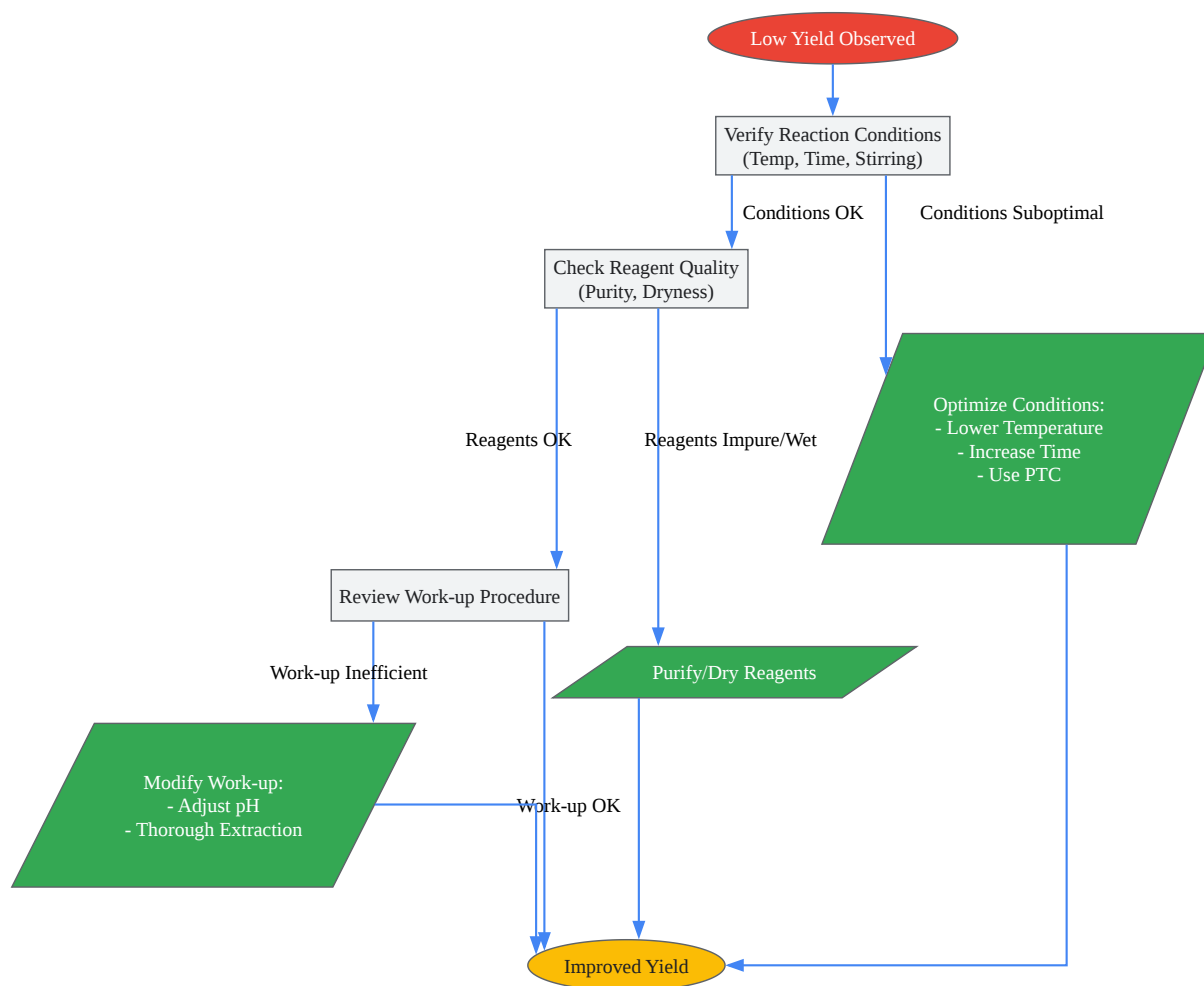 Low Yield Observed
Verify Reaction Conditions
(Temp, Time, Stirring)
Conditions OK
Conditions Suboptimal
Check Reagent Quality
(Purity, Dryness)
Optimize Conditions:
- Lower Temperature
- Increase Time
- Use PTC
Reagents OK
Reagents Impure/Wet
Review Work-up Procedure
Work-up Inefficient
Purify/Dry Reagents
Modify Work-up:
- Adjust pH
- Thorough Extraction
Work-up OK
Improved Yield